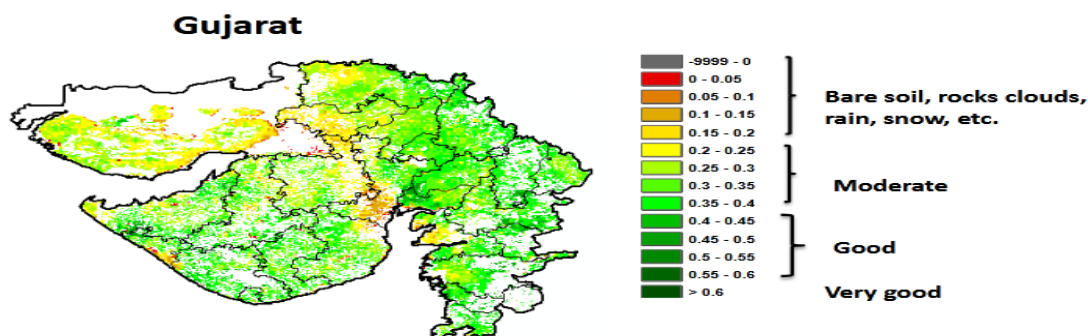 Gujarat
-9999 - 0
0 - 0.05
0.05 - 0.1
0.1 - 0.15
0.15 - 0.2
0.2 - 0.25
0.25 - 0.3
0.3 - 0.35
0.35 - 0.4
0.4 - 0.45
0.45 - 0.5
0.5 - 0.55
0.55 - 0.6
> 0.6
Bare soil, rocks clouds,
rain, snow, etc.
Moderate
Good
Very good